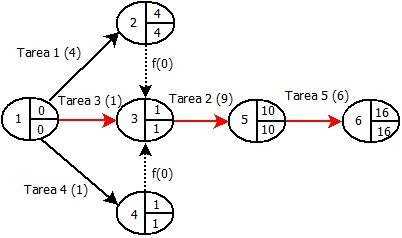 2 4
4
Tarea 1 (4)
f(0)
1 0
0
Tarea 3 (1)
3 1
1
Tarea 2 (9)
5 10
10
Tarea 5 (6)
6 16
16
Tarea 4 (1)
f(0)
4 1
1